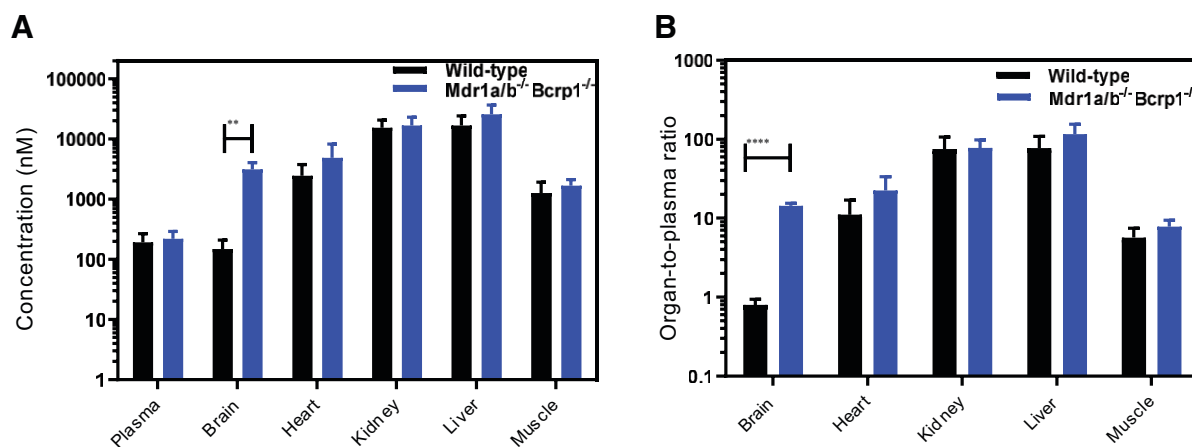 A
Concentration (nM)
100000
10000
1000
100
10
1
Wild-type
Mdr1a/b-/-Bcrp1-/-
**
Plasma
Brain
Heart
Kidney
Liver
Muscle
B
Organ-to-plasma ratio
1000
100
10
1
0.1
Wild-type
Mdr1a/b-/-Bcrp1-/
****
Brain
Heart
Kidney
Liver
Muscle